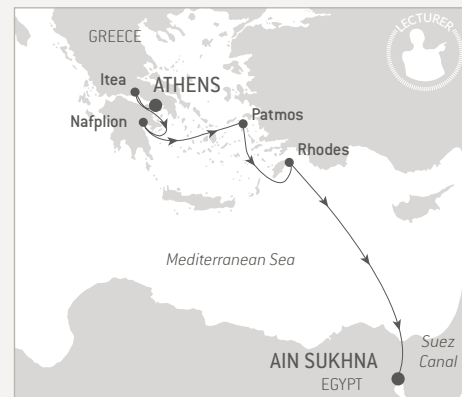 LECTURER
GREECE
Itea
ATHENS
Nafplion
Patmos
Rhodes
Mediterranean Sea
Suez
Canal
AIN SUKHNA
EGYPT